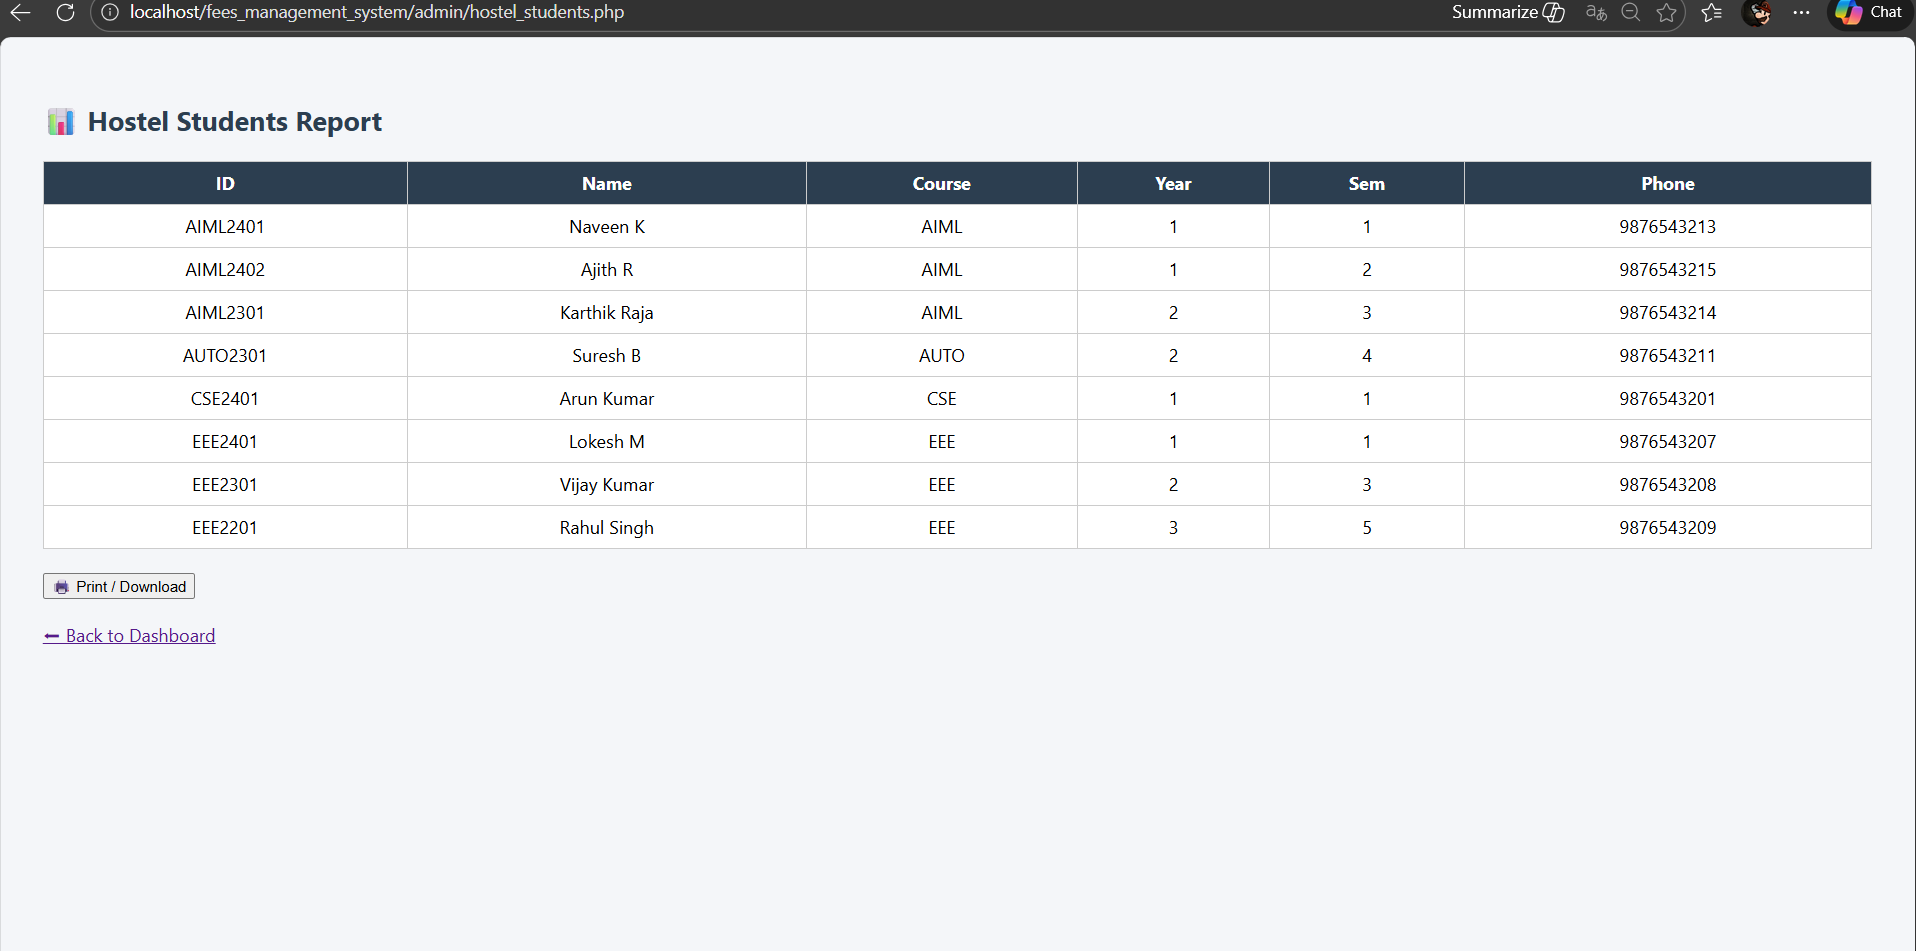 localhost/fees_management_system/admin/hostel_students.php Summarize aあ Chat
Hostel Students Report
ID Name Course Year Sem Phone
AIML2401 Naveen K AIML 1 1 9876543213
AIML2402 Ajith R AIML 1 2 9876543215
AIML2301 Karthik Raja AIML 2 3 9876543214
AUTO2301 Suresh B AUTO 2 4 9876543211
CSE2401 Arun Kumar CSE 1 1 9876543201
EEE2401 Lokesh M EEE 1 1 9876543207
EEE2301 Vijay Kumar EEE 2 3 9876543208
EEE2201 Rahul Singh EEE 3 5 9876543209
Print / Download
← Back to Dashboard